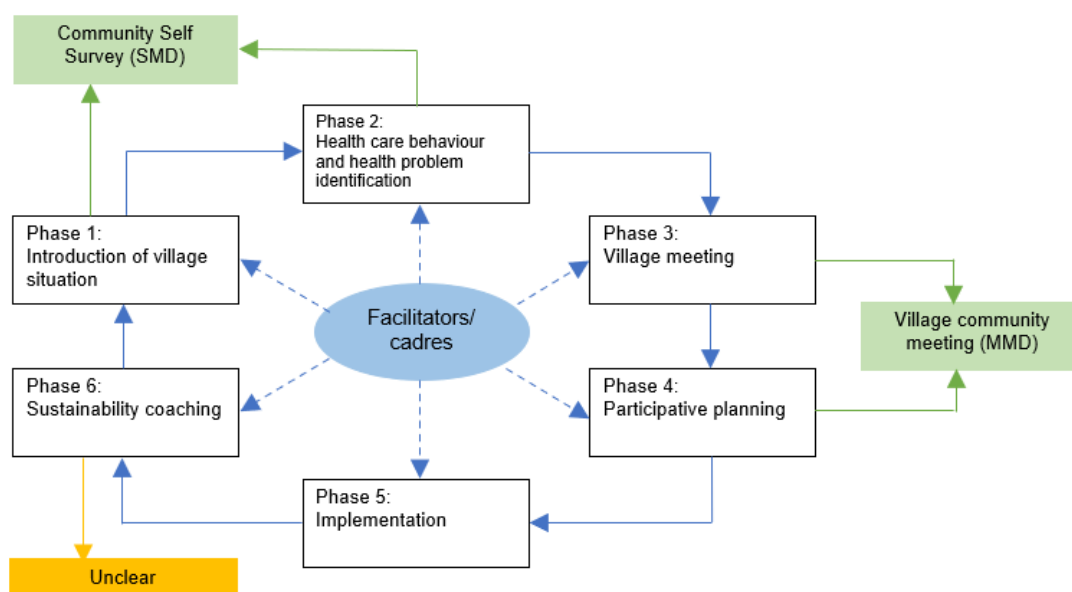 Community Self
Survey (SMD)
Phase 2:
Health care behaviour
and health problem
identification
Phase 1:
Introduction of village
situation
Phase 3:
Village meeting
Facilitators/
cadres
Village community
meeting (MMD)
Phase 6:
Sustainability coaching
Phase 4:
Participative planning
Phase 5:
Implementation
Unclear